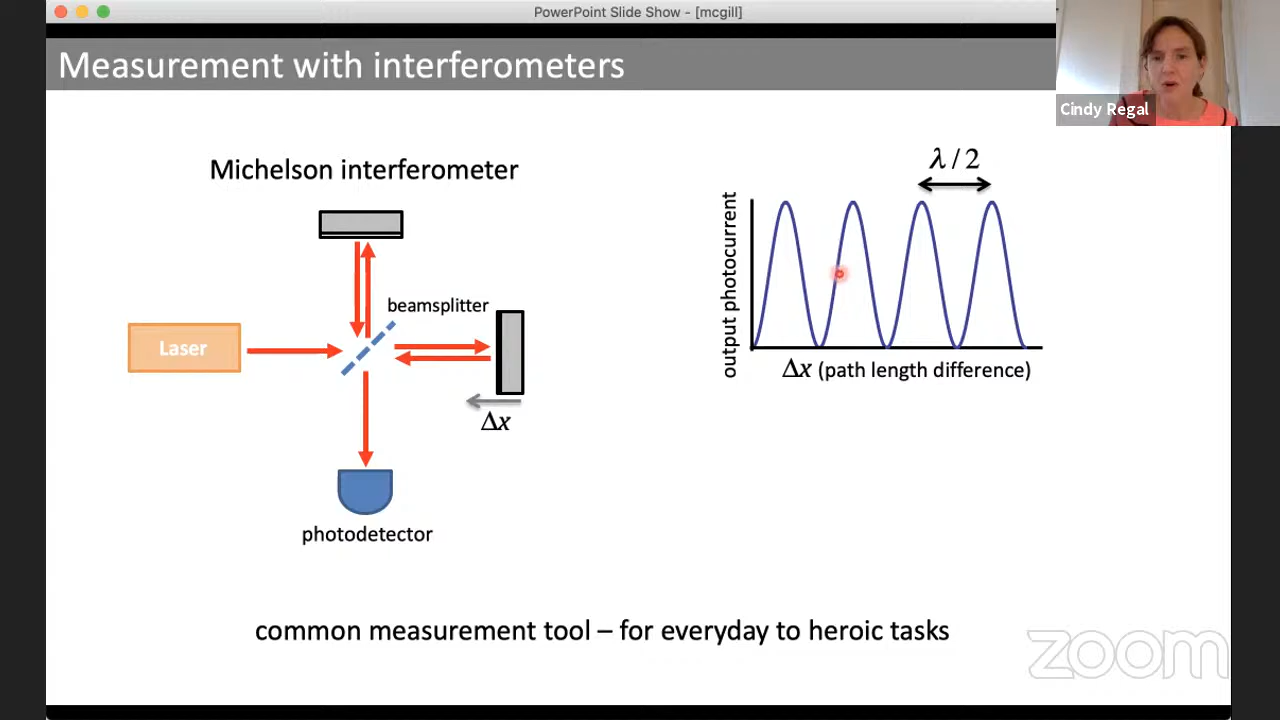 PowerPoint Slide Show - [mcgill]
Measurement with interferometers
Cindy Regal
Michelson interferometer
beamsplitter
Laser
Δx
photodetector
λ / 2
output photocurrent
Δx (path length difference)
common measurement tool – for everyday to heroic tasks
zoom